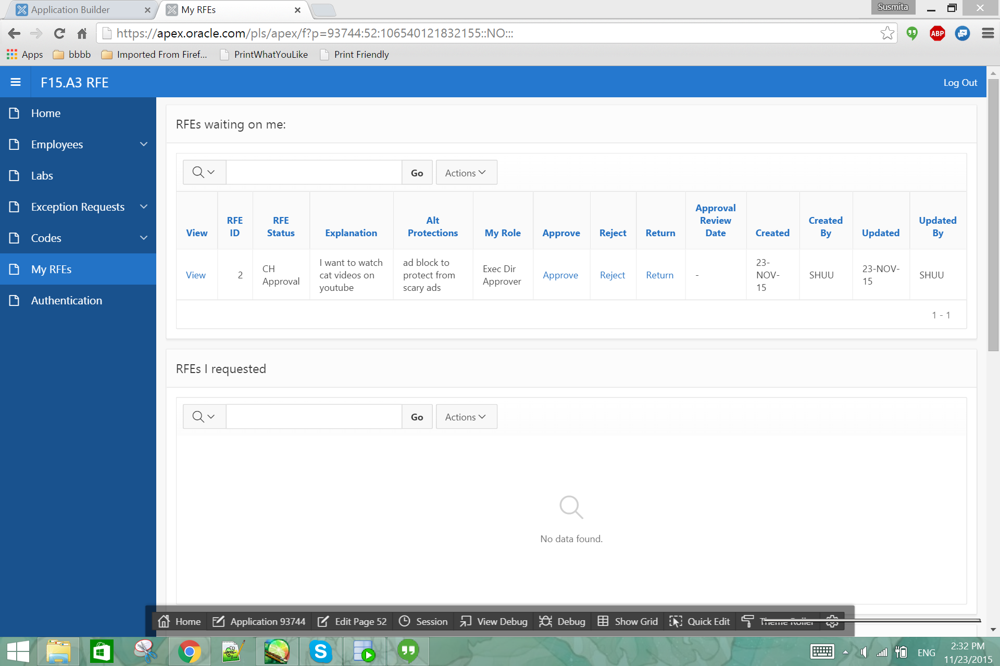 Application Builder
My RFEs
Susmita
https://apex.oracle.com/pls/apex/f?p=93744:52:106540121832155::NO:::
ABP
Apps
bbbb
Imported From Firef...
PrintWhatYouLike
Print Friendly
F15.A3 RFE
Log Out
Home
Employees
Labs
Exception Requests
Codes
My RFEs
Authentication
RFEs waiting on me:
Go
Actions
View
RFE
ID
RFE
Status
Explanation
Alt
Protections
My Role
Approve
Reject
Return
Approval
Review
Date
Created
Created
By
Updated
Updated
By
View
2
CH
Approval
I want to watch
cat videos on
youtube
ad block to
protect from
scary ads
Exec Dir
Approver
Approve
Reject
Return
-
23-
NOV-
15
SHUU
23-NOV-
15
SHUU
1 - 1
RFEs I requested
Go
Actions
No data found.
Home
Application 93744
Edit Page 52
Session
View Debug
Debug
Show Grid
Quick Edit
Theme Roller
ENG
2:32 PM
11/23/2015